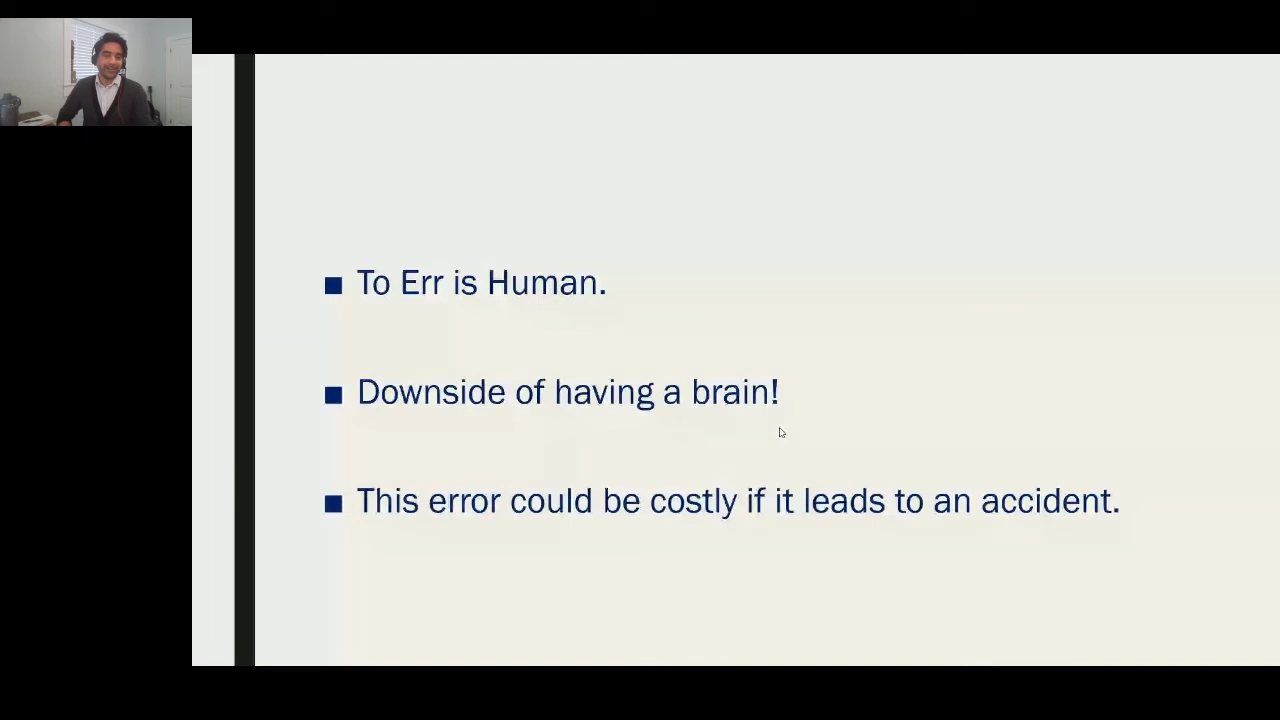 To Err is Human.
Downside of having a brain!
This error could be costly if it leads to an accident.